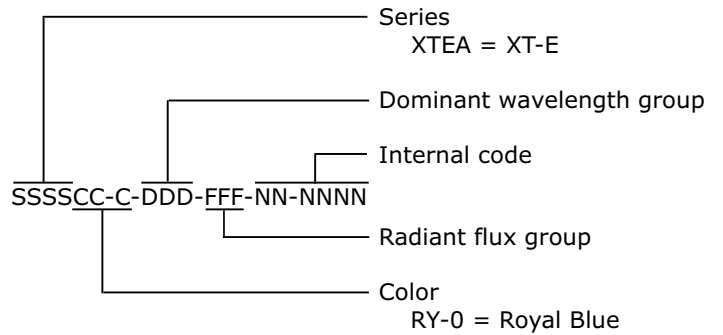 Series
XTEA = XT-E
Dominant wavelength group
Internal code
SSSSCC-C-DDD-FFF-NN-NNNN
Radiant flux group
Color
RY-0 = Royal Blue